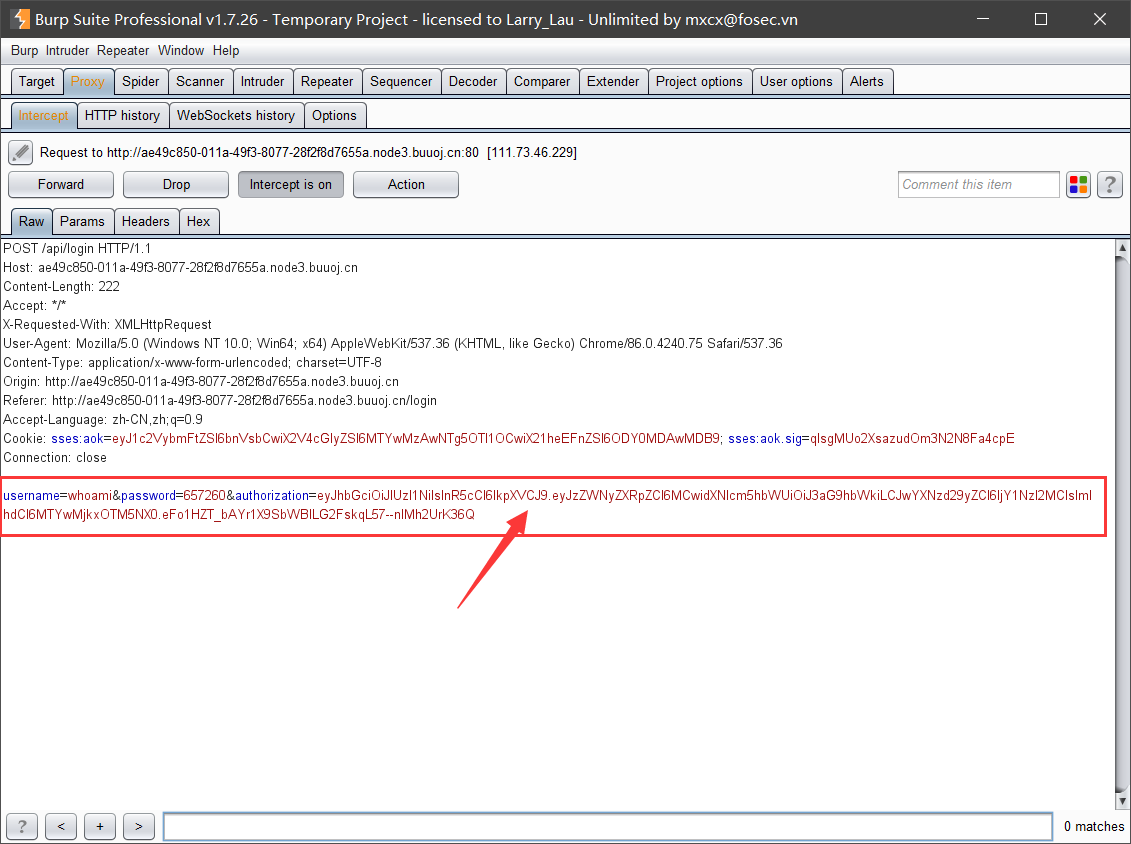 Burp Suite Professional v1.7.26 - Temporary Project - licensed to Larry_Lau - Unlimited by mxcx@fosec.vn
Burp Intruder Repeater Window Help
Target Proxy Spider Scanner Intruder Repeater Sequencer Decoder Comparer Extender Project options User options Alerts
Intercept HTTP history WebSockets history Options
Request to http://ae49c850-011a-49f3-8077-28f2f8d7655a.node3.buuoj.cn:80 [111.73.46.229]
Forward Drop Intercept is on Action Comment this item ?
Raw Params Headers Hex
POST /api/login HTTP/1.1
Host: ae49c850-011a-49f3-8077-28f2f8d7655a.node3.buuoj.cn
Content-Length: 222
Accept: */*
X-Requested-With: XMLHttpRequest
User-Agent: Mozilla/5.0 (Windows NT 10.0; Win64; x64) AppleWebKit/537.36 (KHTML, like Gecko) Chrome/86.0.4240.75 Safari/537.36
Content-Type: application/x-www-form-urlencoded; charset=UTF-8
Origin: http://ae49c850-011a-49f3-8077-28f2f8d7655a.node3.buuoj.cn
Referer: http://ae49c850-011a-49f3-8077-28f2f8d7655a.node3.buuoj.cn/login
Accept-Language: zh-CN,zh;q=0.9
Cookie: sses:aok=eyJ1c2VybmFtZSI6bnVsbCwiX2V4cGlyZSI6MTYwMzAwNTg5OTI1OCwiX21heEFnZSI6ODY0MDAwMDB9; sses:aok.sig=qIsgMUo2XsazudOm3N2N8Fa4cpE
Connection: close
username=whoami&password=657260&authorization=eyJhbGciOiJIUzI1NiIsInR5cCI6IkpXVCJ9.eyJzZWNyZXRpZCI6MCwidXNlcm5hbWUiOiJ3aG9hbWkiLCJwYXNzd29yZCI6IjY1NzI2MCIsIml
hdCI6MTYwMjkxOTM5NX0.eFo1HZT_bAYr1X9SbWBILG2FskqL57--nIMh2UrK36Q
? < + > 0 matches